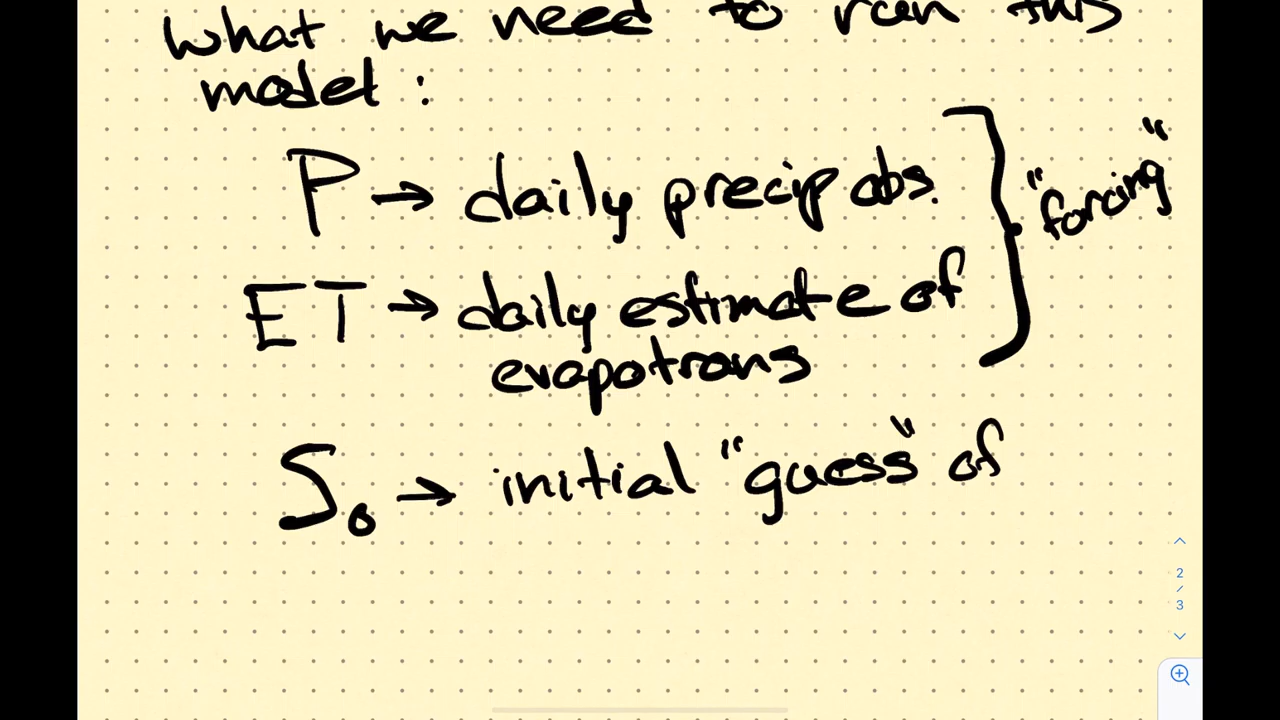 What we need to run this
model :
P → daily precip obs.
"forcing"
ET → daily estimate of
evapotrans
S₀ → initial "guess" of
2
/
3